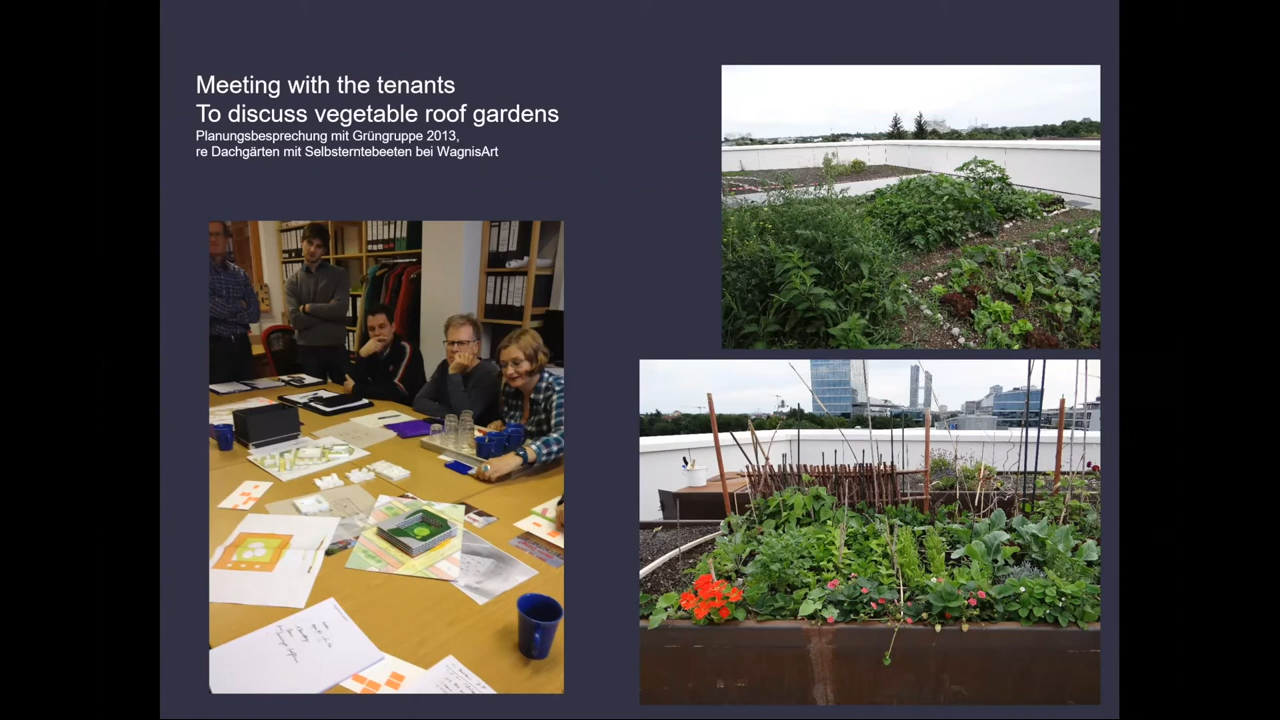 Meeting with the tenants
To discuss vegetable roof gardens
Planungsbesprechung mit Grüngruppe 2013,
re Dachgärten mit Selbsterntebeeten bei WagnisArt